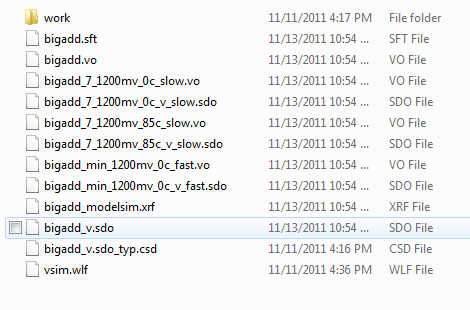 work 11/11/2011 4:17 PM File folder
bigadd.sft 11/13/2011 10:54 ... SFT File
bigadd.vo 11/13/2011 10:54 ... VO File
bigadd_7_1200mv_0c_slow.vo 11/13/2011 10:54 ... VO File
bigadd_7_1200mv_0c_v_slow.sdo 11/13/2011 10:54 ... SDO File
bigadd_7_1200mv_85c_slow.vo 11/13/2011 10:54 ... VO File
bigadd_7_1200mv_85c_v_slow.sdo 11/13/2011 10:54 ... SDO File
bigadd_min_1200mv_0c_fast.vo 11/13/2011 10:54 ... VO File
bigadd_min_1200mv_0c_v_fast.sdo 11/13/2011 10:54 ... SDO File
bigadd_modelsim.xrf 11/13/2011 10:54 ... XRF File
bigadd_v.sdo 11/13/2011 10:54 ... SDO File
bigadd_v.sdo_typ.csd 11/11/2011 4:16 PM CSD File
vsim.wlf 11/11/2011 4:36 PM WLF File